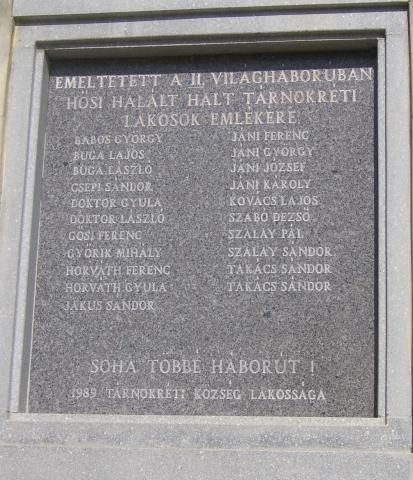 EMELTETETT A II. VILÁGHÁBORÚBAN
HŐSI HALÁLT HALT TÁRNOKRÉTI
LAKOSOK EMLÉKÉRE
BABOS GYÖRGY
BUGA LAJOS
BUGA LÁSZLÓ
CSEPI SÁNDOR
DOKTOR GYULA
DOKTOR LÁSZLÓ
GŐSI FERENC
GYŐRIK MIHÁLY
HORVÁTH FERENC
HORVÁTH GYULA
JAKUS SÁNDOR
JÁNI FERENC
JÁNI GYÖRGY
JÁNI JÓZSEF
JÁNI KÁROLY
KOVÁCS LAJOS
SZABÓ DEZSŐ
SZALAY PÁL
SZALAY SÁNDOR
TAKÁCS SÁNDOR
TAKÁCS SÁNDOR
SOHA TÖBBÉ HÁBORÚT !
1989 TÁRNOKRÉTI KÖZSÉG LAKOSSÁGA